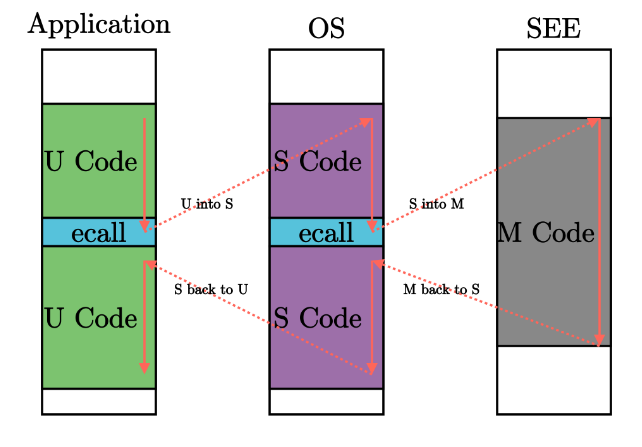 Application
OS
SEE
U Code
S Code
U into S
S into M
ecall
ecall
M Code
S back to U
M back to S
U Code
S Code